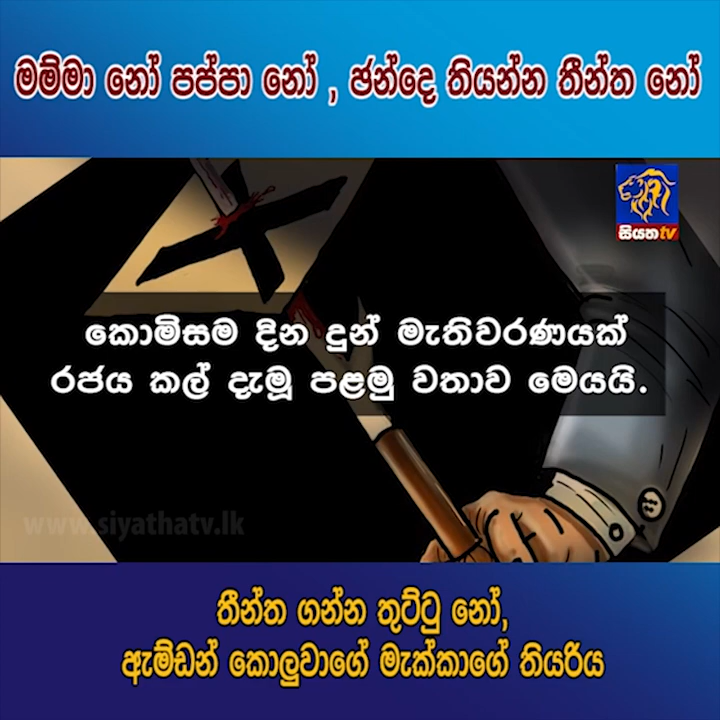 මම්මා නෝ පප්පා නෝ , ඡන්දෙ තියන්න තීන්ත නෝ
සියත tv
කොමිසම දින දුන් මැතිවරණයක්
රජය කල් දැමූ පළමු වතාව මෙයයි.
www.siyathatv.lk
තීන්ත ගන්න තුට්ටු නෝ,
ඇම්ඩන් කොලුවාගේ මැක්කාගේ තියරිය